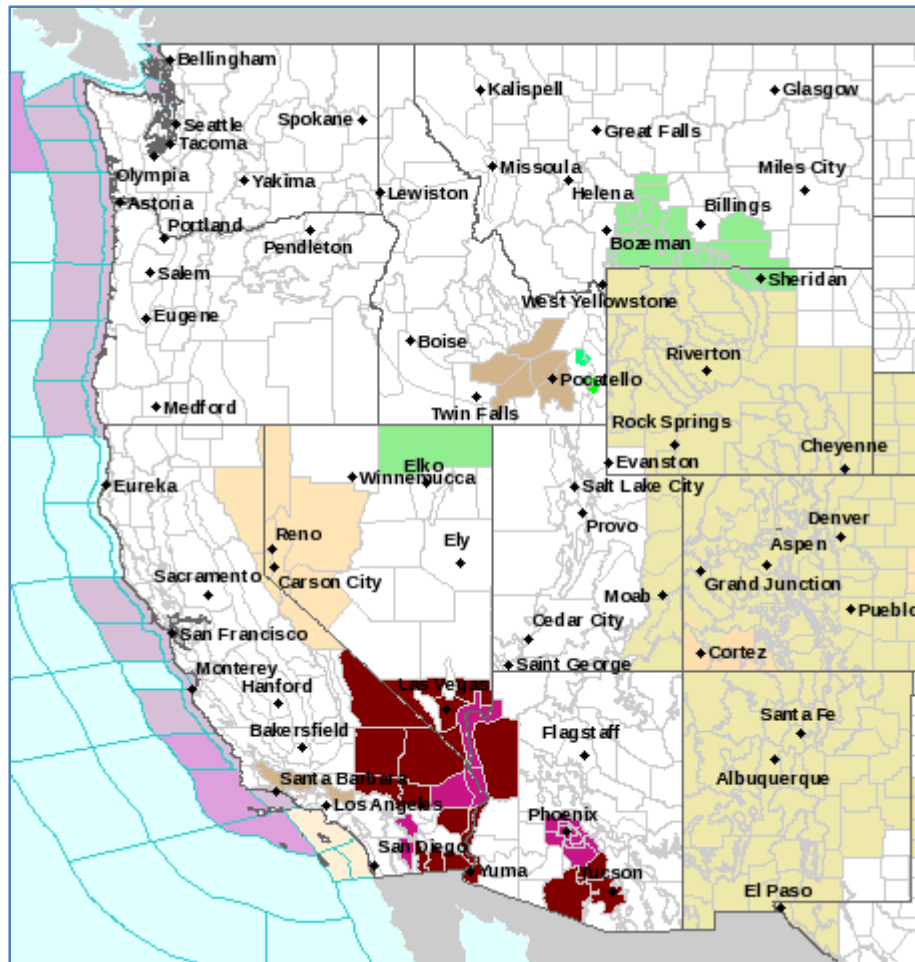 Bellingham
Kalispell
Glasgow
Spokane
Seattle
Great Falls
Tacoma
Olympia
Missoula
Miles City
Yakima
Helena
Lewiston
Astoria
Billings
Portland
Pendleton
Bozeman
Salem
Sheridan
West Yellowstone
Eugene
Boise
Riverton
Pocatello
Medford
Twin Falls
Rock Springs
Cheyenne
Elko
Evanston
Winnemucca
Eureka
Salt Lake City
Provo
Denver
Reno
Ely
Aspen
Sacramento
Carson City
Grand Junction
Moab
Pueblo
Cedar City
San Francisco
Cortez
Saint George
Monterey
Las Vegas
Hanford
Santa Fe
Bakersfield
Flagstaff
Albuquerque
Santa Barbara
Los Angeles
Phoenix
San Diego
Yuma
Tucson
El Paso